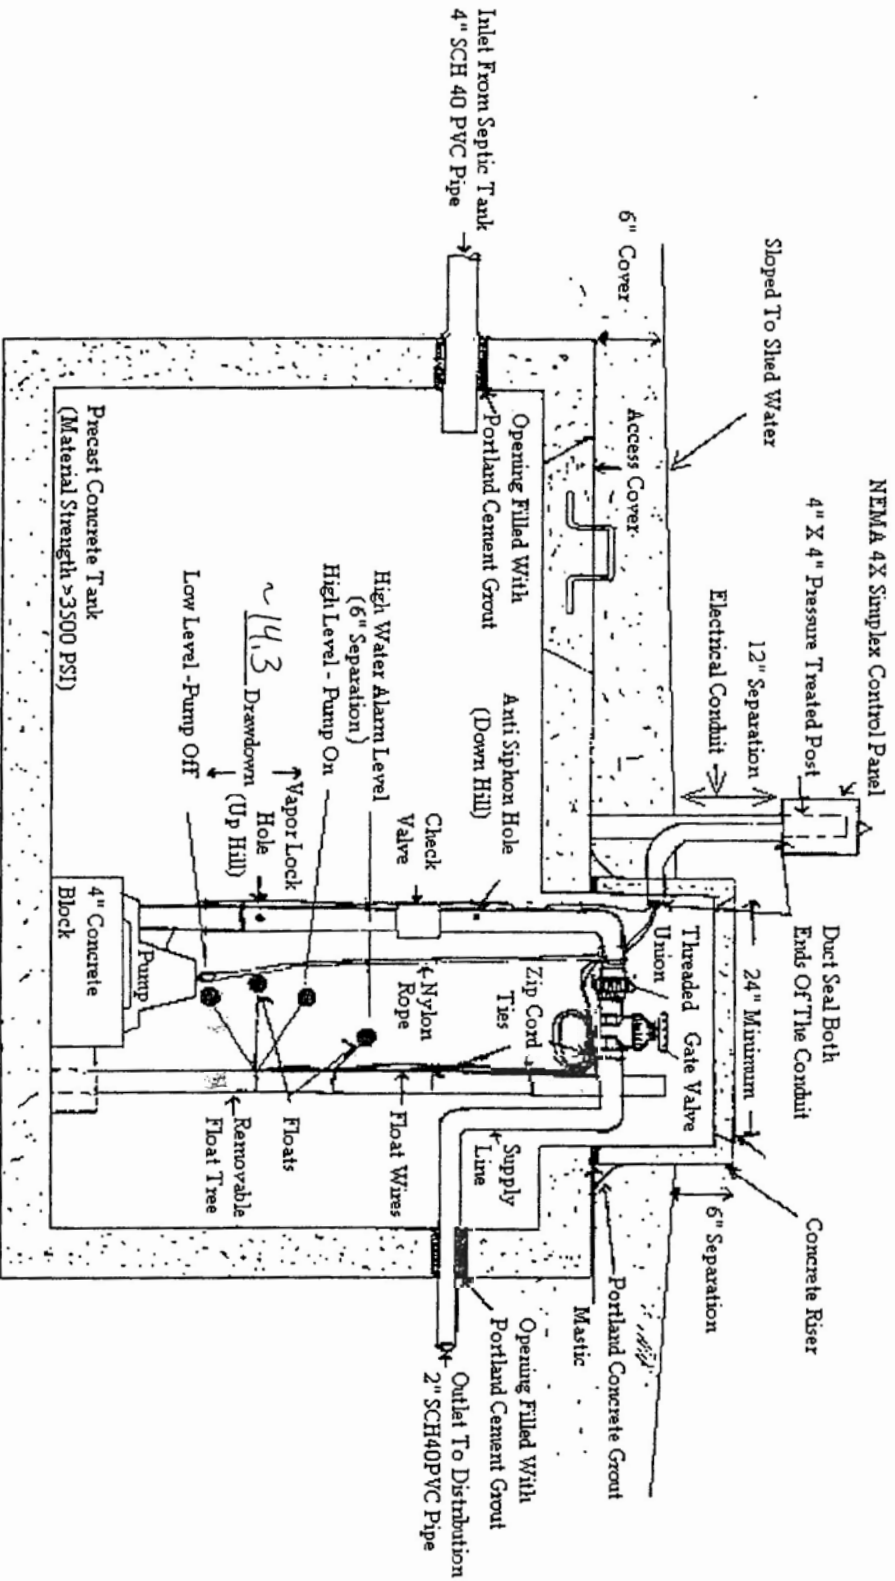 NEMA 4X Simplex Control Panel
4" X 4" Pressure Treated Post
12" Separation
Electrical Conduit
Duct Seal Both
Ends Of The Conduit
24" Minimum
Concrete Riser
6" Separation
Sloped To Shed Water
6" Cover
Access Cover
Portland Concrete Grout
Mastic
Inlet From Septic Tank
4" SCH 40 PVC Pipe
Opening Filled With
Portland Cement Grout
Anti Siphon Hole
(Down Hill)
Threaded
Union
Gate Valve
Zip Cord
Ties
Supply
Line
Opening Filled With
Portland Cement Grout
Outlet To Distribution
2" SCH40PVC Pipe
Check
Valve
Nylon
Rope
Float Wires
High Water Alarm Level
(6" Separation)
High Level - Pump On
Vapor Lock
Hole
(Up Hill)
~14.3 Drawdown
Low Level -Pump Off
Floats
Removable
Float Tree
Pump
4" Concrete
Block
Precast Concrete Tank
(Material Strength >3500 PSI)